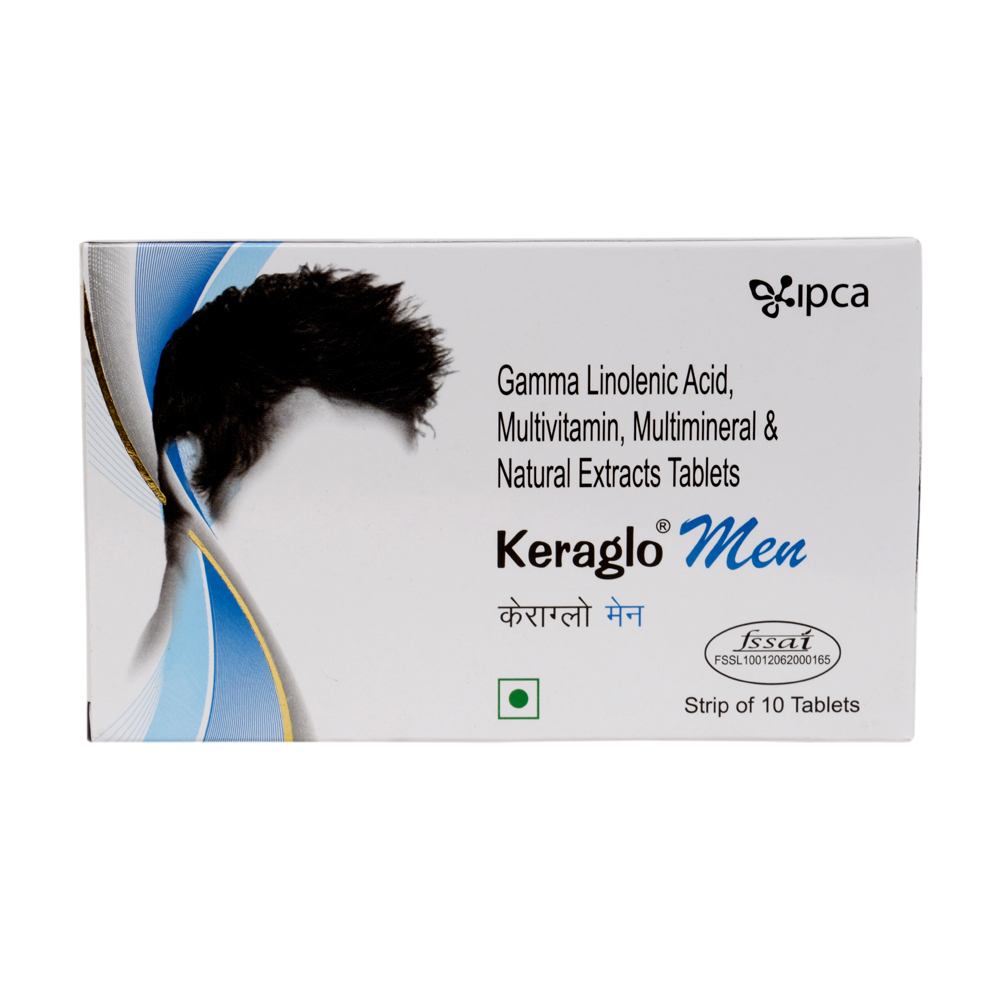 ipca
Gamma Linolenic Acid,
Multivitamin, Multimineral &
Natural Extracts Tablets
Keraglo® Men
केराग्लो मेन
fssai
FSSL10012062000165
Strip of 10 Tablets